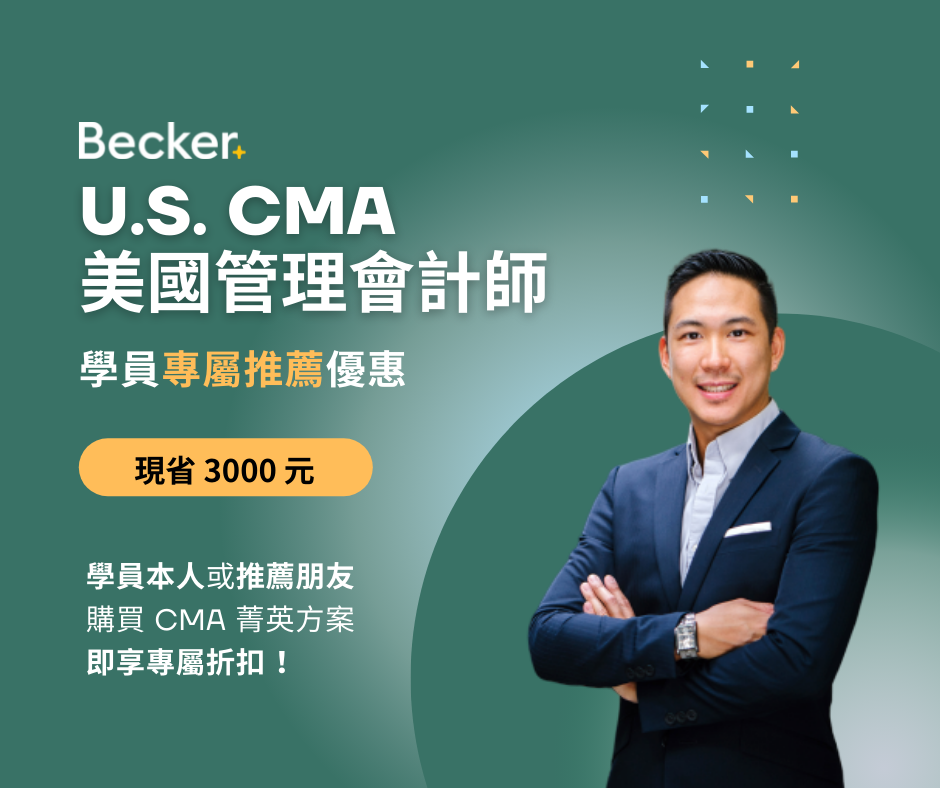 Becker+
U.S. CMA
美國管理會計師
學員專屬推薦優惠
現省 3000 元
學員本人或推薦朋友
購買 CMA 菁英方案
即享專屬折扣！